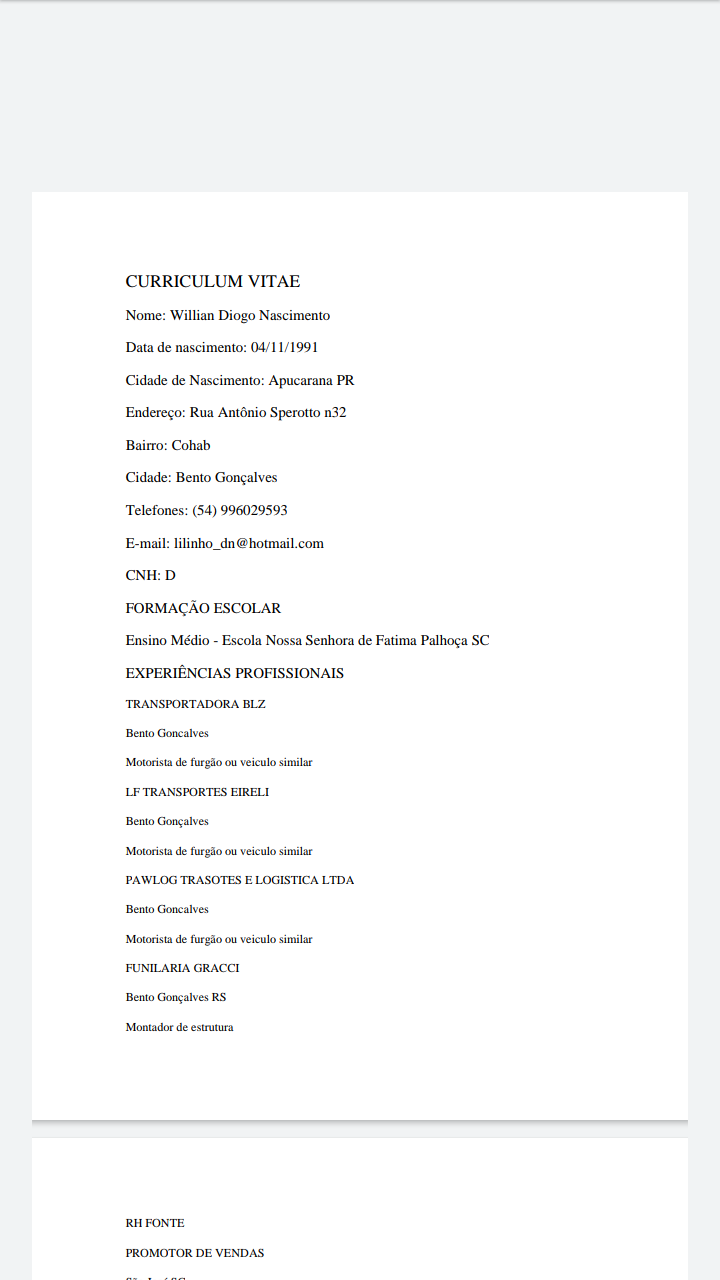 CURRICULUM VITAE
Nome: Willian Diogo Nascimento
Data de nascimento: 04/11/1991
Cidade de Nascimento: Apucarana PR
Endereço: Rua Antônio Sperotto n32
Bairro: Cohab
Cidade: Bento Gonçalves
Telefones: (54) 996029593
E-mail: lilinho_dn@hotmail.com
CNH: D
FORMAÇÃO ESCOLAR
Ensino Médio - Escola Nossa Senhora de Fatima Palhoça SC
EXPERIÊNCIAS PROFISSIONAIS
TRANSPORTADORA BLZ
Bento Goncalves
Motorista de furgão ou veiculo similar
LF TRANSPORTES EIRELI
Bento Gonçalves
Motorista de furgão ou veiculo similar
PAWLOG TRASOTES E LOGISTICA LTDA
Bento Goncalves
Motorista de furgão ou veiculo similar
FUNILARIA GRACCI
Bento Gonçalves RS
Montador de estrutura
RH FONTE
PROMOTOR DE VENDAS